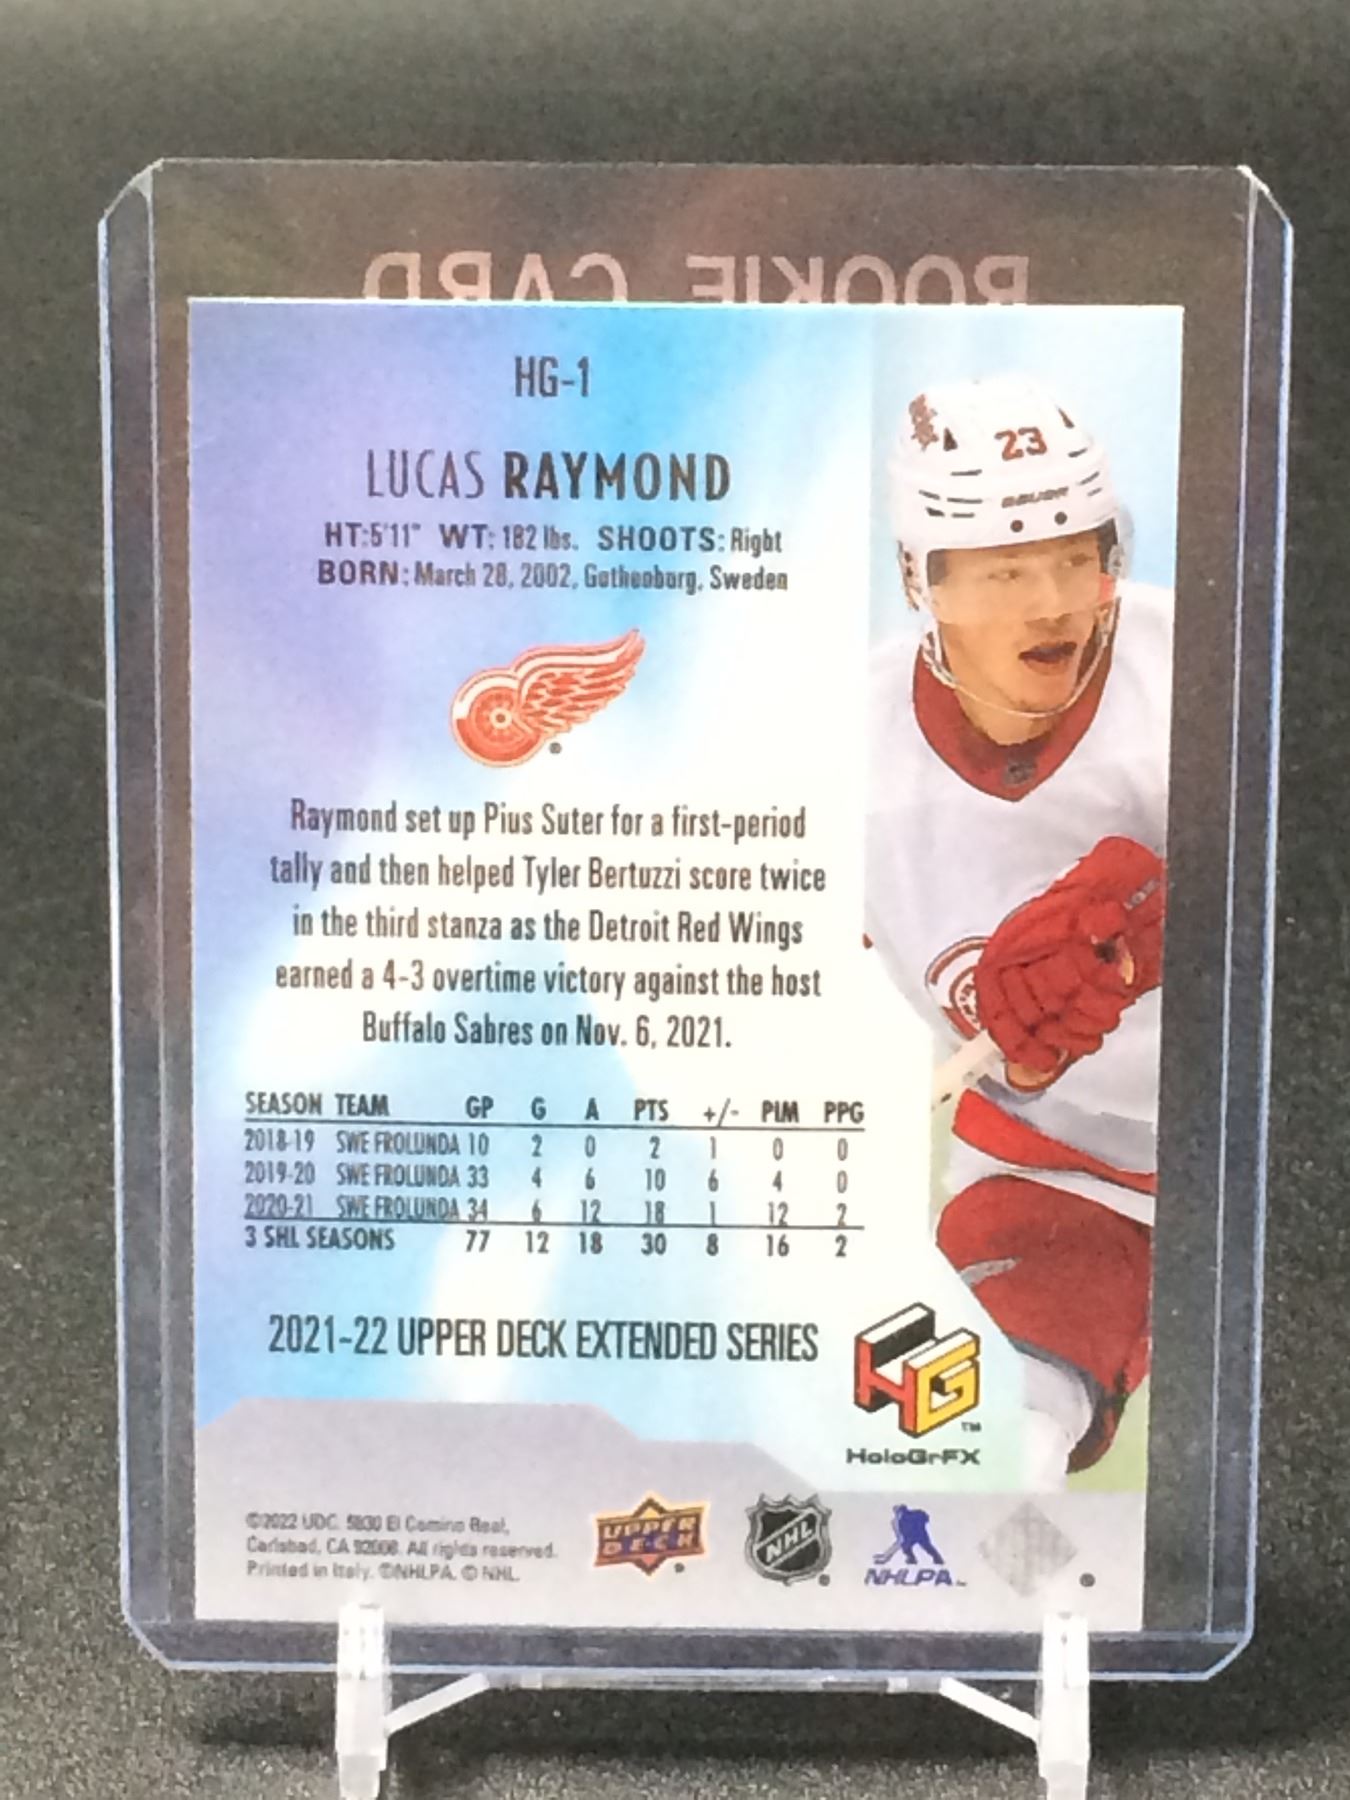 ROOKIE CARD
HG-1
LUCAS RAYMOND
HT:5'11" WT: 182 lbs. SHOOTS: Right
BORN: March 28, 2002, Gothenburg, Sweden
23
BAUER
Raymond set up Pius Suter for a first-period
tally and then helped Tyler Bertuzzi score twice
in the third stanza as the Detroit Red Wings
earned a 4-3 overtime victory against the host
Buffalo Sabres on Nov. 6, 2021.
SEASON TEAM GP G A PTS +/- PIM PPG
2018-19 SWE FROLUNDA 10 2 0 2 1 0 0
2019-20 SWE FROLUNDA 33 4 6 10 6 4 0
2020-21 SWE FROLUNDA 34 6 12 18 1 12 2
3 SHL SEASONS 77 12 18 30 8 16 2
2021-22 UPPER DECK EXTENDED SERIES
HG™
HoloGrFX
©2022 UDC. 5830 El Camino Real,
Carlsbad, CA 92008. All rights reserved.
Printed in Italy. ©NHLPA. © NHL.
UPPER DECK
NHL
NHLPA™